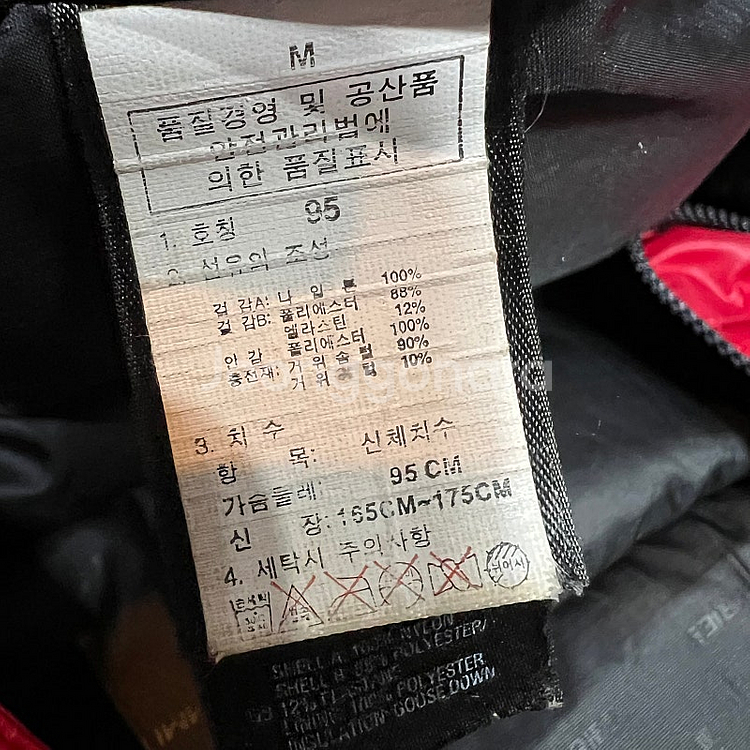 M
품질경영 및 공산품
안전관리법에
의한 품질표시
1. 호칭 95
2. 섬유의 조성
겉 감A: 나 일 론 100%
겉 감B: 폴리에스터 88%
엘라스틴 12%
안 감 폴리에스터 100%
충전재: 거 위 솜 털 90%
거 위 깃 털 10%
3. 치 수
항 목: 신체치수
가슴둘레: 95 CM
신 장: 165CM~175CM
4. 세탁시 주의사항
SHELL A: 100% NYLON
SHELL B: 88% POLYESTER/
12% ELASTANE
LINING: 100% POLYESTER
INSULATION: GOOSE DOWN